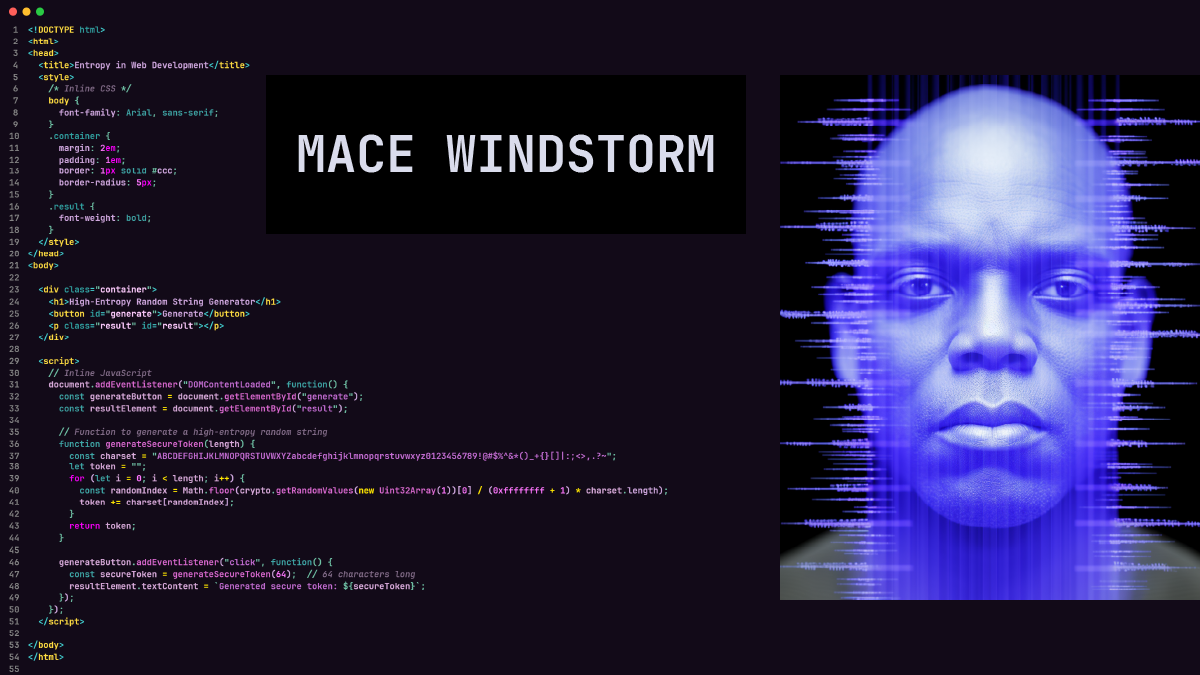 1 <!DOCTYPE html>
2 <html>
3 <head>
4 <title>Entropy in Web Development</title>
5 <style>
6 /* Inline CSS */
7 body {
8 font-family: Arial, sans-serif;
9 }
10 .container {
11 margin: 2em;
12 padding: 1em;
13 border: 1px solid #ccc;
14 border-radius: 5px;
15 }
16 .result {
17 font-weight: bold;
18 }
19 </style>
20 </head>
21 <body>
22
23 <div class="container">
24 <h1>High-Entropy Random String Generator</h1>
25 <button id="generate">Generate</button>
26 <p class="result" id="result"></p>
27 </div>
28
29 <script>
30 // Inline JavaScript
31 document.addEventListener("DOMContentLoaded", function() {
32 const generateButton = document.getElementById("generate");
33 const resultElement = document.getElementById("result");
34
35 // Function to generate a high-entropy random string
36 function generateSecureToken(length) {
37 const charset = "ABCDEFGHIJKLMNOPQRSTUVWXYZabcdefghijklmnopqrstuvwxyz0123456789!@#$%^&*()_+{}[]|:;<>,.?~";
38 let token = "";
39 for (let i = 0; i < length; i++) {
40 const randomIndex = Math.floor(crypto.getRandomValues(new Uint32Array(1))[0] / (0xffffffff + 1) * charset.length);
41 token += charset[randomIndex];
42 }
43 return token;
44 }
45
46 generateButton.addEventListener("click", function() {
47 const secureToken = generateSecureToken(64); // 64 characters long
48 resultElement.textContent = `Generated secure token: ${secureToken}`;
49 });
50 });
51 </script>
52
53 </body>
54 </html>
55
MACE WINDSTORM